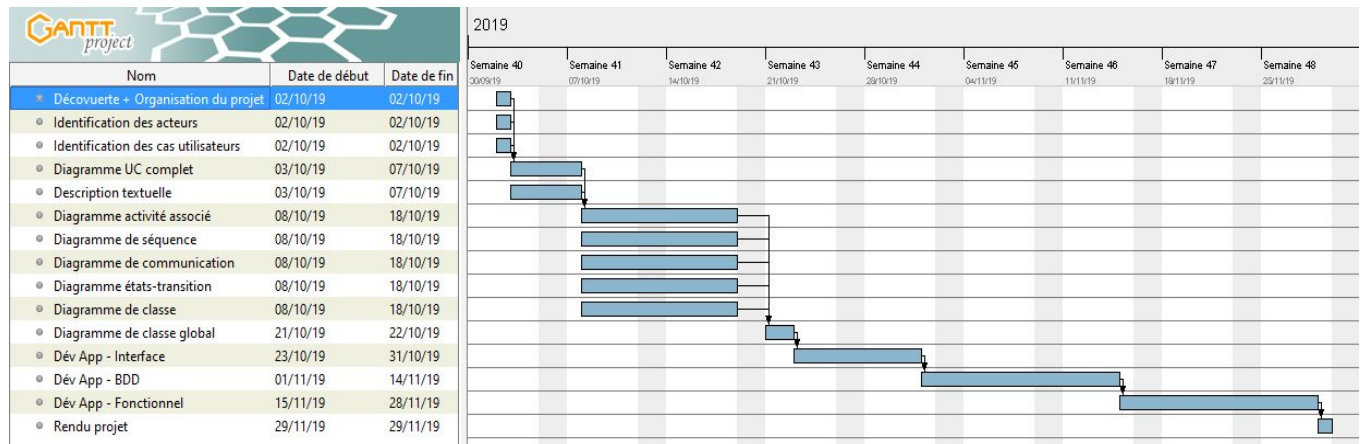 GANTT
project
2019
Semaine 40 Semaine 41 Semaine 42 Semaine 43 Semaine 44 Semaine 45 Semaine 46 Semaine 47 Semaine 48
30/09/19 07/10/19 14/10/19 21/10/19 28/10/19 04/11/19 11/11/19 18/11/19 25/11/19
Nom Date de début Date de fin
Découverte + Organisation du projet 02/10/19 02/10/19
Identification des acteurs 02/10/19 02/10/19
Identification des cas utilisateurs 02/10/19 02/10/19
Diagramme UC complet 03/10/19 07/10/19
Description textuelle 03/10/19 07/10/19
Diagramme activité associé 08/10/19 18/10/19
Diagramme de séquence 08/10/19 18/10/19
Diagramme de communication 08/10/19 18/10/19
Diagramme états-transition 08/10/19 18/10/19
Diagramme de classe 08/10/19 18/10/19
Diagramme de classe global 21/10/19 22/10/19
Dév App - Interface 23/10/19 31/10/19
Dév App - BDD 01/11/19 14/11/19
Dév App - Fonctionnel 15/11/19 28/11/19
Rendu projet 29/11/19 29/11/19